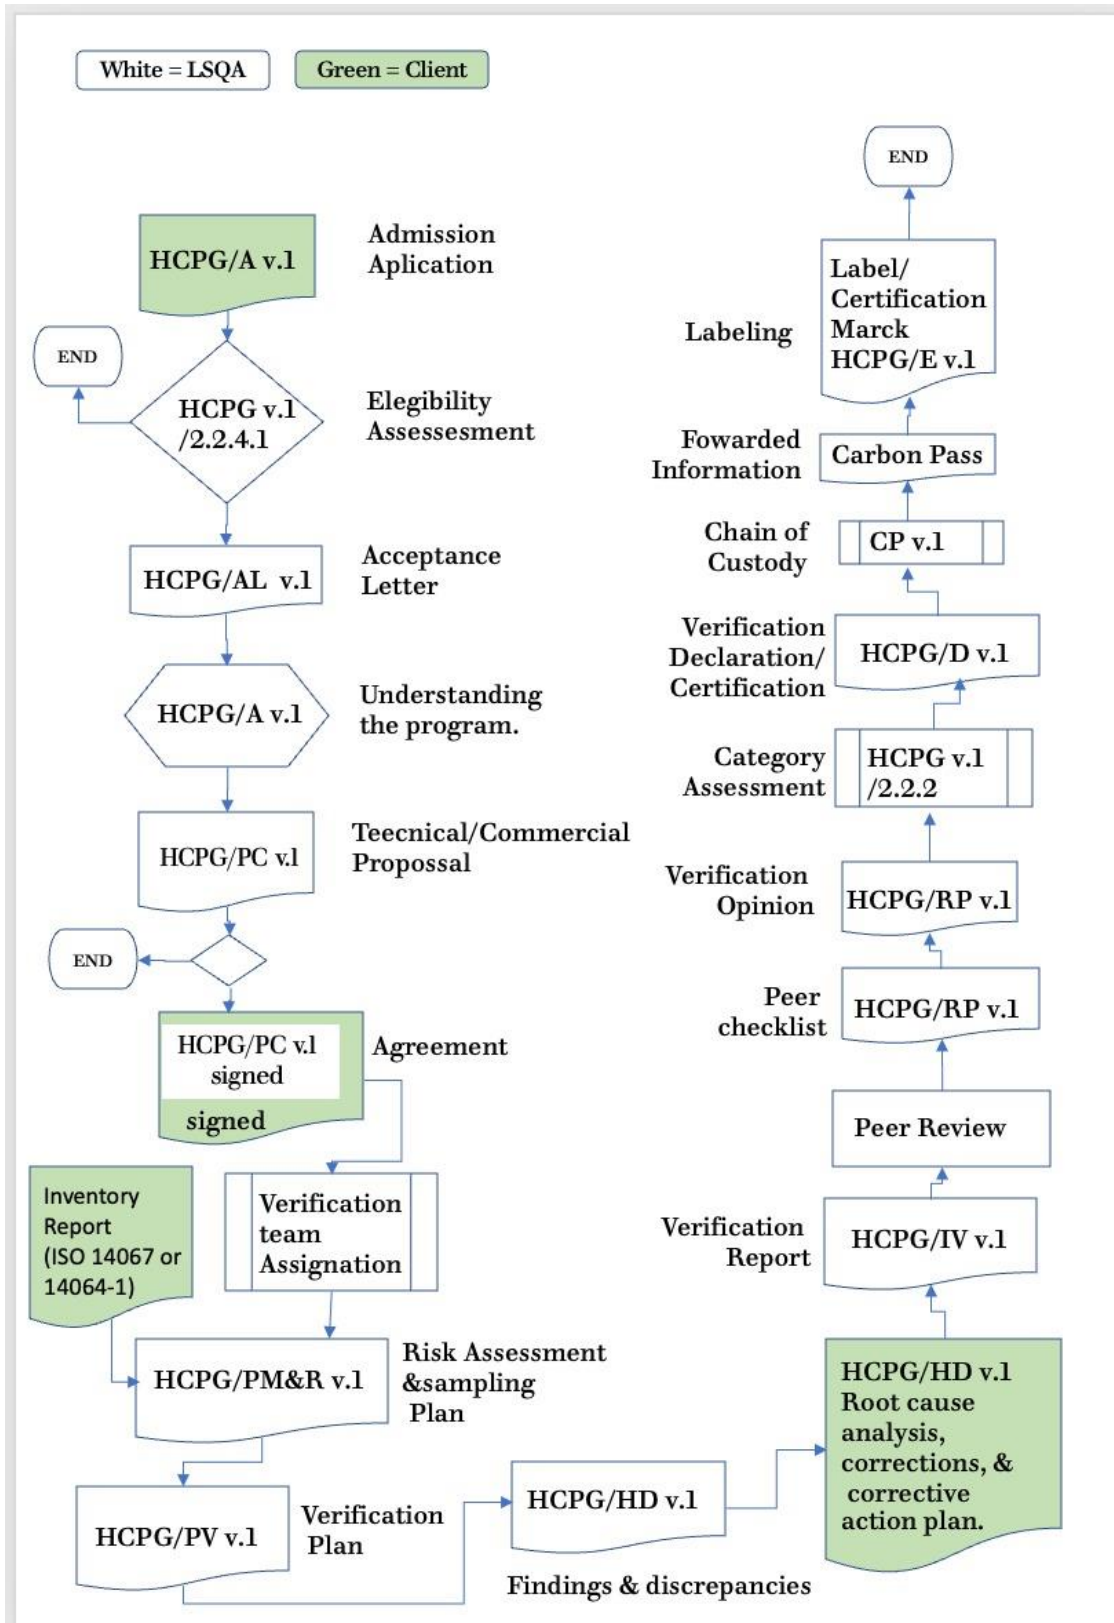 White = LSQA
Green = Client
HCPG/A v.1
Admission
Aplication
END
HCPG v.1
/2.2.4.1
Elegibility
Assessesment
HCPG/AL v.1
Acceptance
Letter
HCPG/A v.1
Understanding
the program.
HCPG/PC v.1
Teecnical/Commercial
Propossal
END
HCPG/PC v.1
signed
signed
Agreement
Inventory
Report
(ISO 14067 or
14064-1)
Verification
team
Assignation
HCPG/PM&R v.1
Risk Assessment
&sampling
Plan
HCPG/PV v.1
Verification
Plan
HCPG/HD v.1
Findings & discrepancies
HCPG/HD v.1
Root cause
analysis,
corrections, &
corrective
action plan.
HCPG/IV v.1
Verification
Report
Peer Review
HCPG/RP v.1
Peer
checklist
HCPG/RP v.1
Verification
Opinion
HCPG v.1
/2.2.2
Category
Assessment
HCPG/D v.1
Verification
Declaration/
Certification
CP v.1
Chain of
Custody
Carbon Pass
Fowarded
Information
Label/
Certification
Marck
HCPG/E v.1
Labeling
END